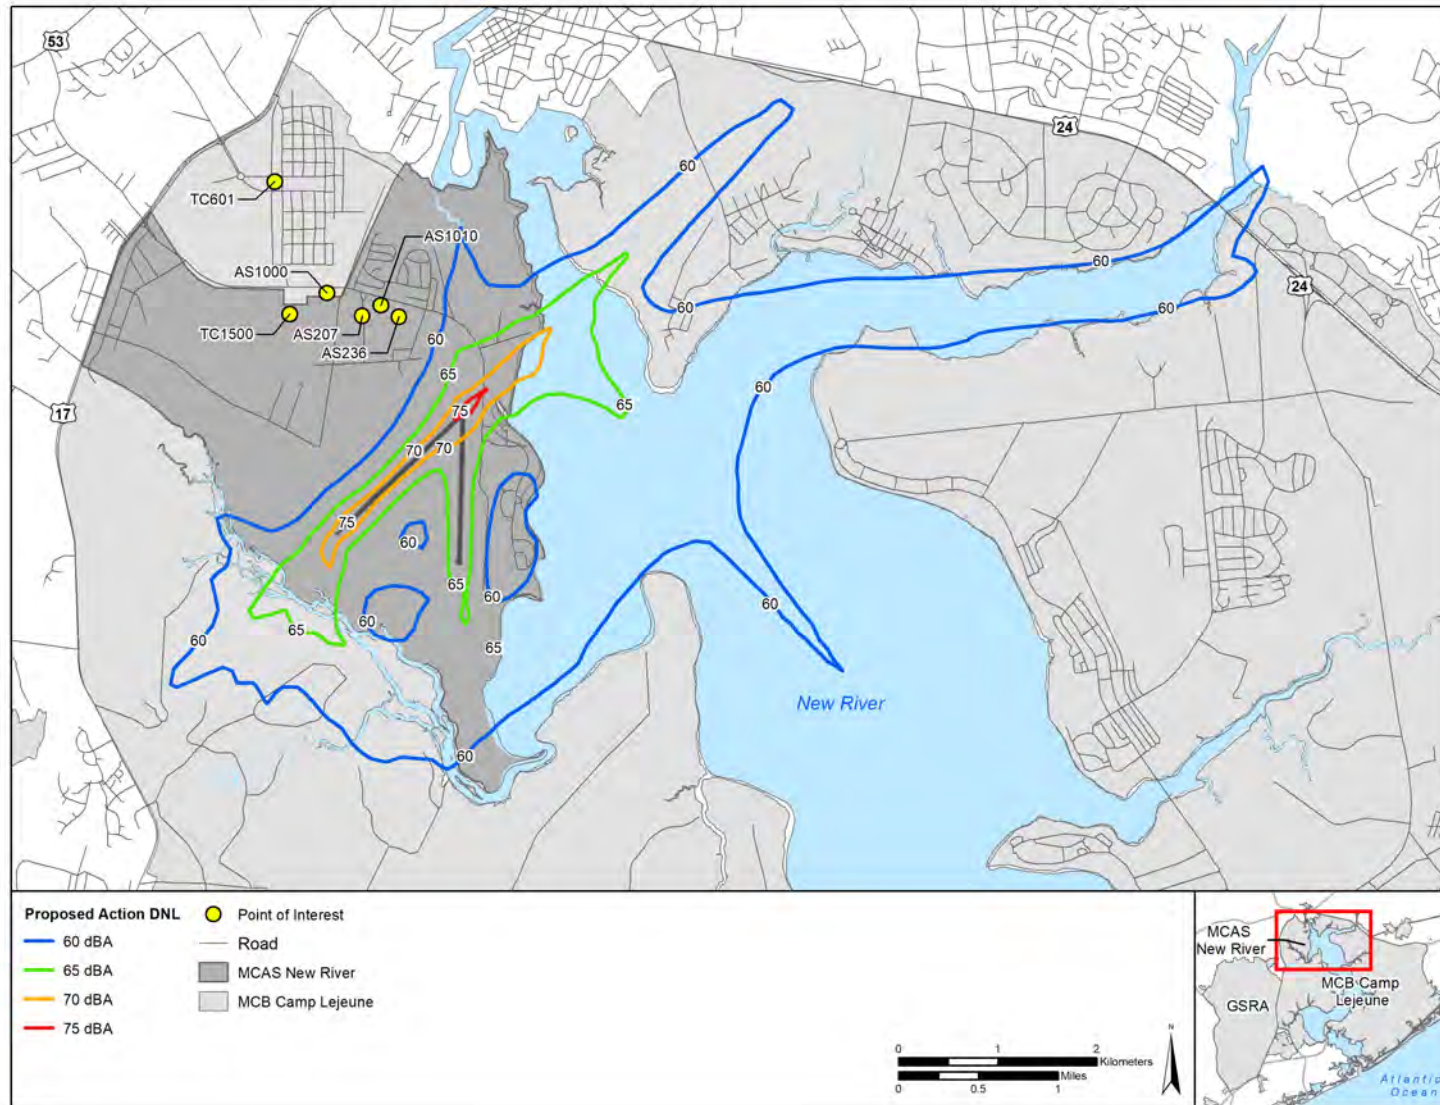 53
24
60
TC601
AS1010
60
AS1000
60
24
60
60
TC1500
AS207
AS236
60
65
60
17
75
65
70
70
75
60
65
60
60
60
65
60
65
60
New River
60
Proposed Action DNL
60 dBA
65 dBA
70 dBA
75 dBA
Point of Interest
Road
MCAS New River
MCB Camp Lejeune
0 1 2
Kilometers
Miles
0 0.5 1
N
MCAS
New River
MCB Camp
Lejeune
GSRA
Atlantic
Ocean